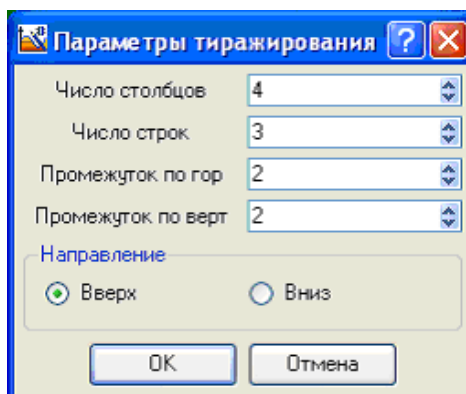 Параметры тиражирования
Число столбцов 4
Число строк 3
Промежуток по гор 2
Промежуток по верт 2
Направление
Вверх Вниз
OK Отмена